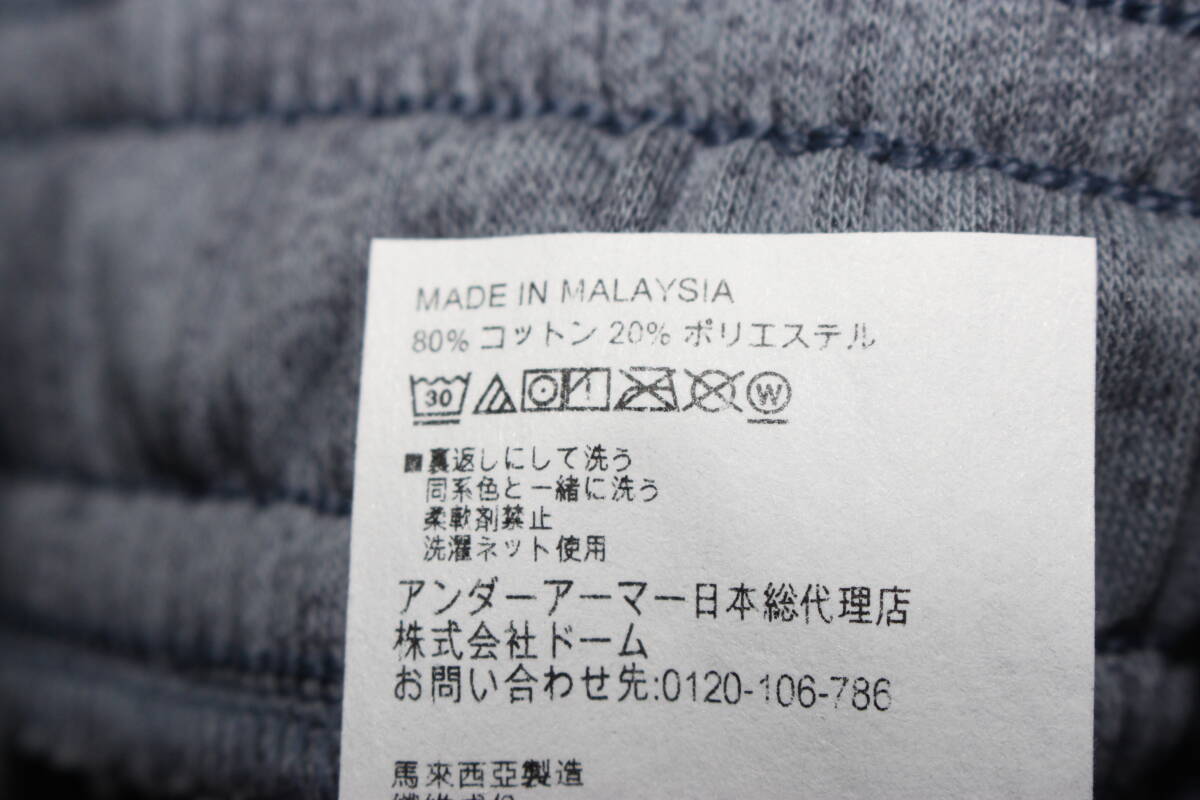 MADE IN MALAYSIA
80% コットン 20% ポリエステル
30 W
裏返しにして洗う
同系色と一緒に洗う
柔軟剤禁止
洗濯ネット使用
アンダーアーマー日本総代理店
株式会社ドーム
お問い合わせ先:0120-106-786
馬來西亞製造